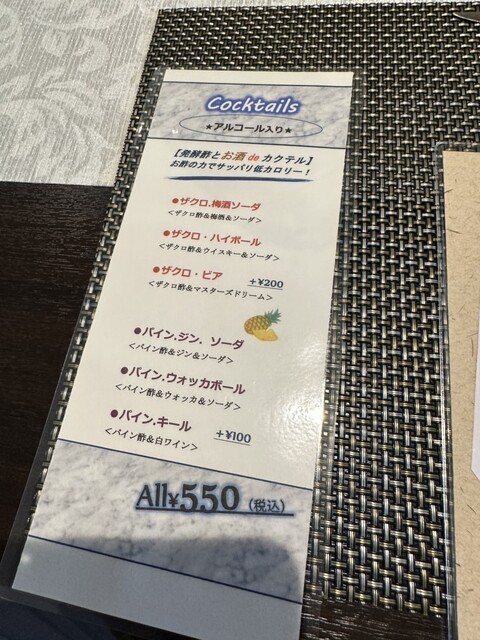 Cocktails
★アルコール入り★
【発酵酢とお酒 de カクテル】
お酢の力でサッパリ低カロリー！
●ザクロ.梅酒ソーダ
＜ザクロ酢＆梅酒＆ソーダ＞
●ザクロ・ハイボール
＜ザクロ酢＆ウイスキー＆ソーダ＞
●ザクロ・ビア +¥200
＜ザクロ酢＆マスターズドリーム＞
●パイン.ジン．ソーダ
＜パイン酢＆ジン＆ソーダ＞
●パイン.ウォッカボール
＜パイン酢＆ウォッカ＆ソーダ＞
●パイン.キール
＜パイン酢＆白ワイン＞ +¥100
All¥550（税込）